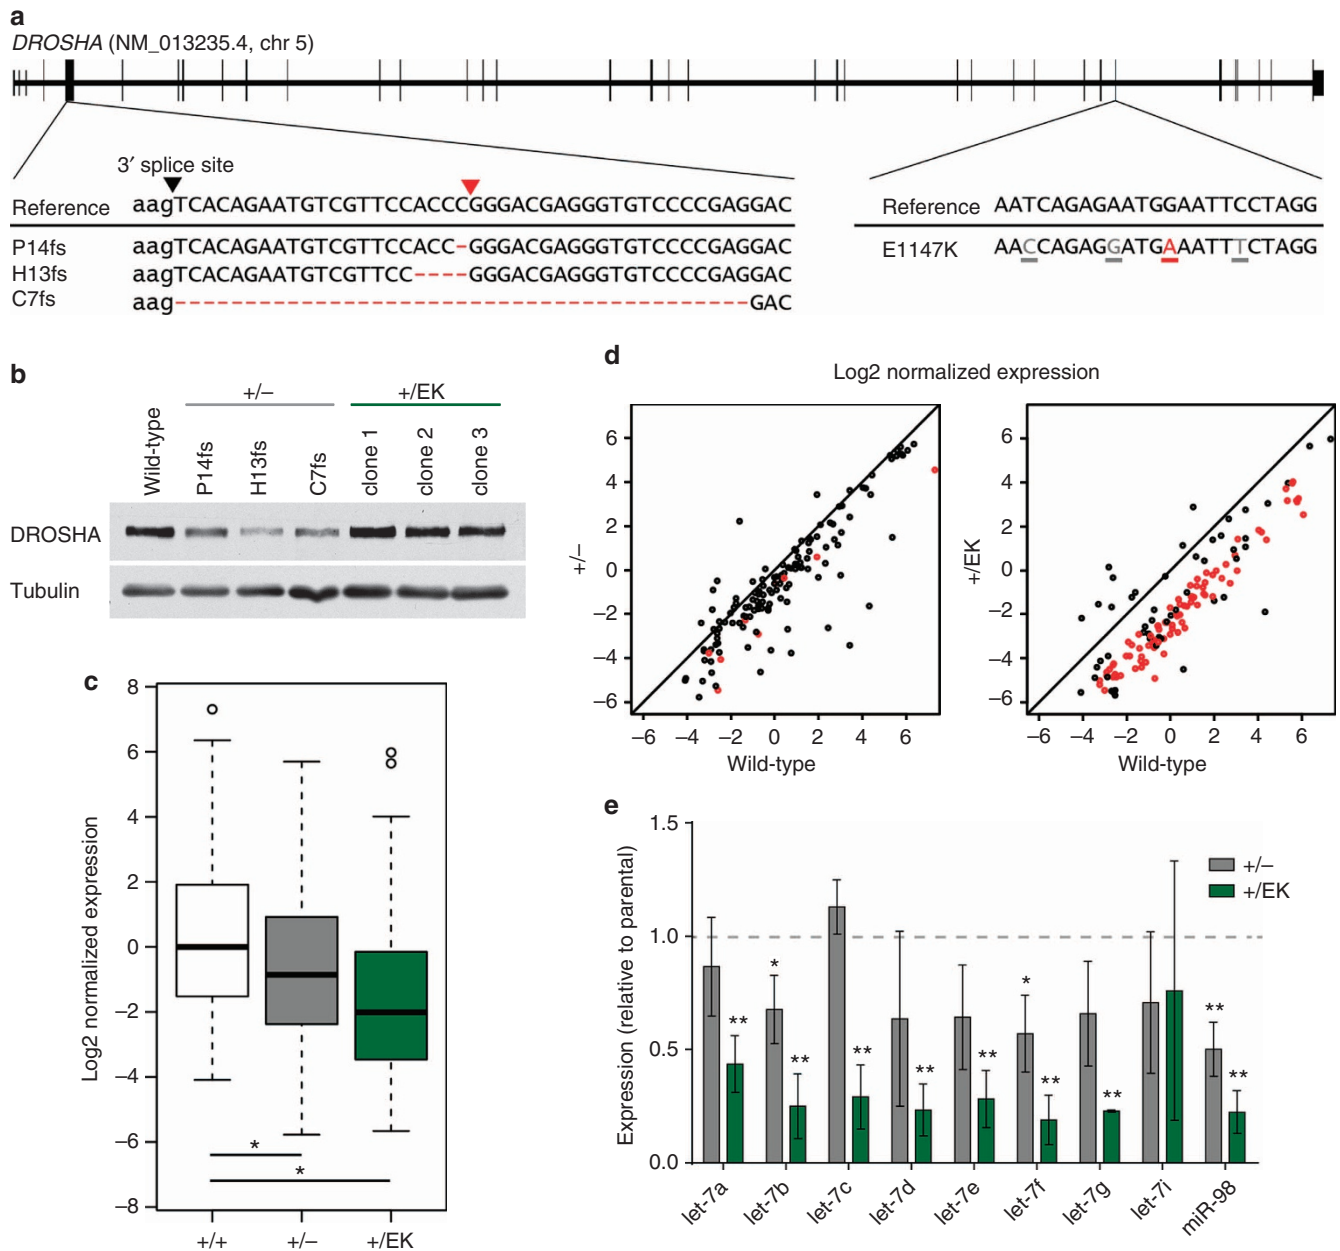 a
DROSHA (NM_013235.4, chr 5)
3′ splice site
Reference aagTCACAGAATGTCGTTCCACCCGGGACGAGGGTGTCCCCGAGGAC
P14fs aagTCACAGAATGTCGTTCCACC-GGGACGAGGGTGTCCCCGAGGAC
H13fs aagTCACAGAATGTCGTTCC----GGGACGAGGGTGTCCCCGAGGAC
C7fs aag-----------------------------------------GAC
Reference AATCAGAGAATGGAATTCCTAGG
E1147K AACCAGAGGATGAAATTTCTAGG
b
+/–
+/EK
Wild-type
P14fs
H13fs
C7fs
clone 1
clone 2
clone 3
DROSHA
Tubulin
c
Log2 normalized expression
8
6
4
2
0
–2
–4
–6
–8
*
*
+/+ +/– +/EK
d
Log2 normalized expression
+/–
6
4
2
0
–2
–4
–6
–6 –4 –2 0 2 4 6
Wild-type
+/EK
6
4
2
0
–2
–4
–6
–6 –4 –2 0 2 4 6
Wild-type
e
Expression (relative to parental)
1.5
1.0
0.5
0.0
+/–
+/EK
**
*
**
**
**
**
*
**
**
**
**
let-7a let-7b let-7c let-7d let-7e let-7f let-7g let-7i miR-98